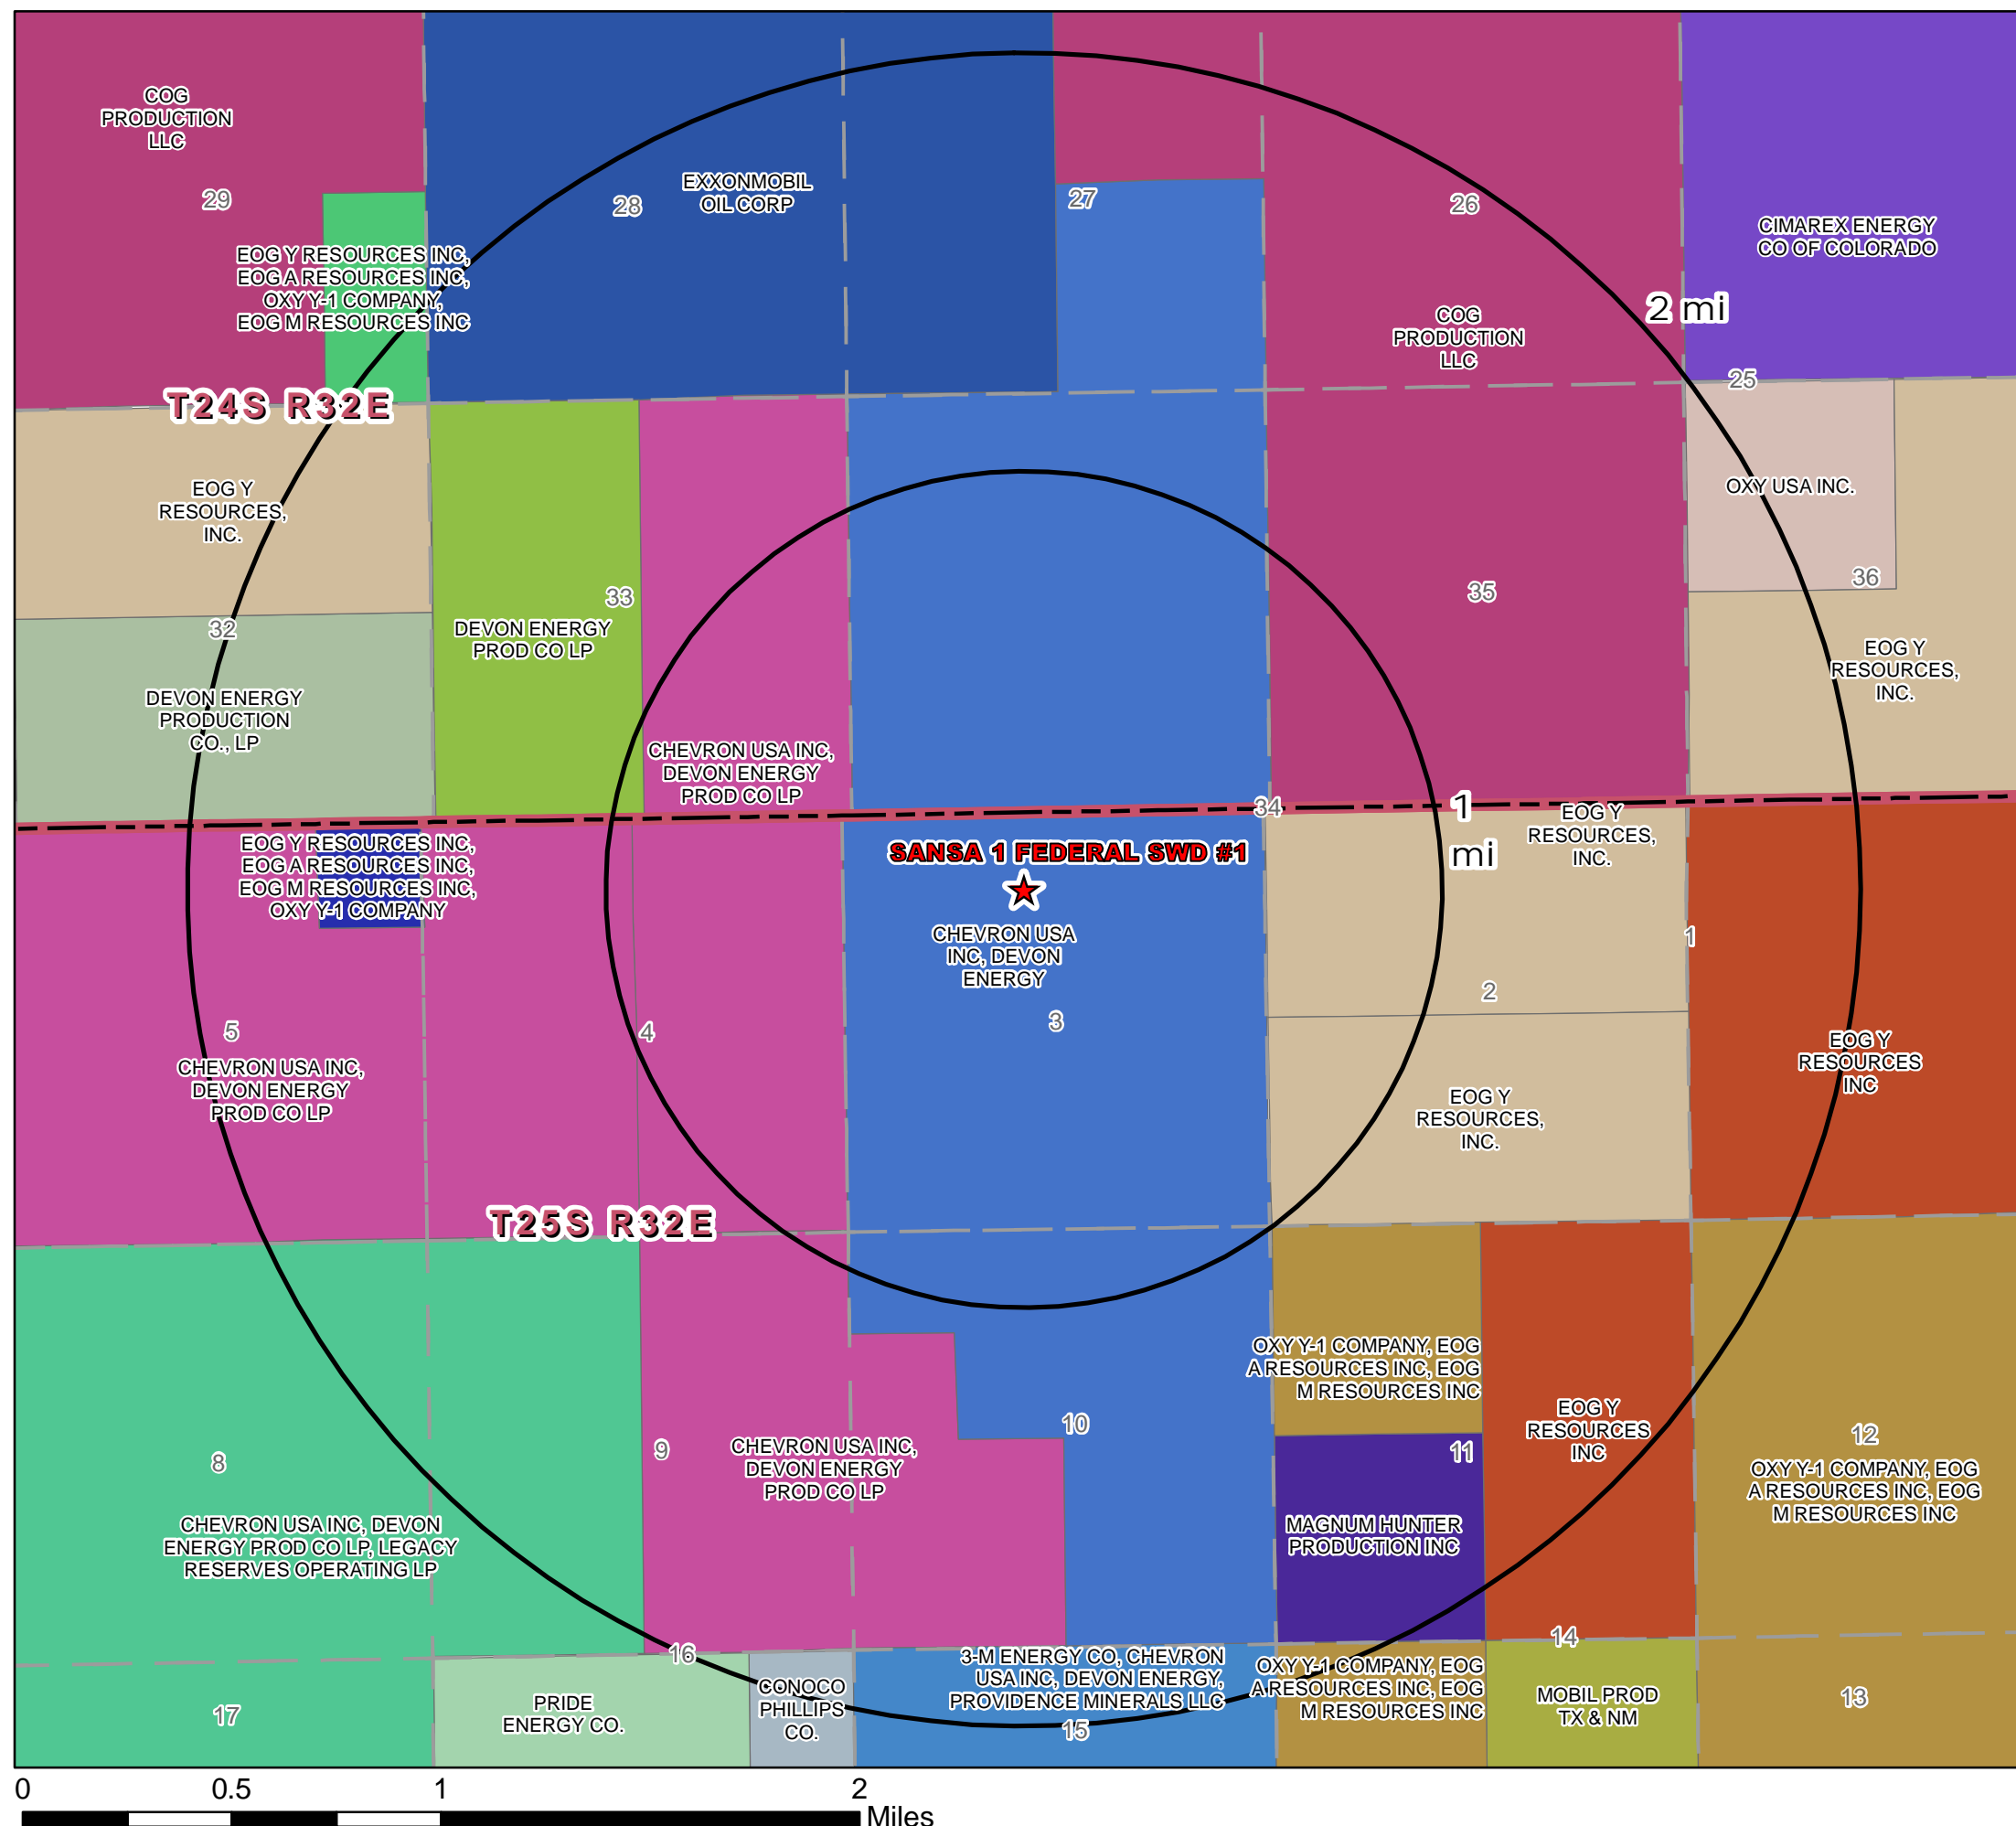 COG
PRODUCTION
LLC
29
EXXONMOBIL
OIL CORP
28
27
26
CIMAREX ENERGY
CO OF COLORADO
EOG Y RESOURCES INC,
EOG A RESOURCES INC,
OXY Y-1 COMPANY,
EOG M RESOURCES INC
COG
PRODUCTION
LLC
2 mi
25
T24S R32E
EOG Y
RESOURCES,
INC.
OXY USA INC.
33
35
36
32
DEVON ENERGY
PROD CO LP
EOG Y
RESOURCES,
INC.
DEVON ENERGY
PRODUCTION
CO., LP
CHEVRON USA INC,
DEVON ENERGY
PROD CO LP
34
1
mi
EOG Y
RESOURCES,
INC.
EOG Y RESOURCES INC,
EOG A RESOURCES INC,
EOG M RESOURCES INC,
OXY Y-1 COMPANY
SANSA 1 FEDERAL SWD #1
CHEVRON USA
INC, DEVON
ENERGY
1
2
3
5
4
CHEVRON USA INC,
DEVON ENERGY
PROD CO LP
EOG Y
RESOURCES
INC
EOG Y
RESOURCES,
INC.
T25S R32E
OXY Y-1 COMPANY, EOG
A RESOURCES INC, EOG
M RESOURCES INC
EOG Y
RESOURCES
INC
10
11
12
8
9
CHEVRON USA INC,
DEVON ENERGY
PROD CO LP
OXY Y-1 COMPANY, EOG
A RESOURCES INC, EOG
M RESOURCES INC
CHEVRON USA INC, DEVON
ENERGY PROD CO LP, LEGACY
RESERVES OPERATING LP
MAGNUM HUNTER
PRODUCTION INC
14
16
3-M ENERGY CO, CHEVRON
USA INC, DEVON ENERGY,
PROVIDENCE MINERALS LLC
OXY Y-1 COMPANY, EOG
A RESOURCES INC, EOG
M RESOURCES INC
17
PRIDE
ENERGY CO.
CONOCO
PHILLIPS
CO.
15
MOBIL PROD
TX & NM
13
0 0.5 1 2
Miles